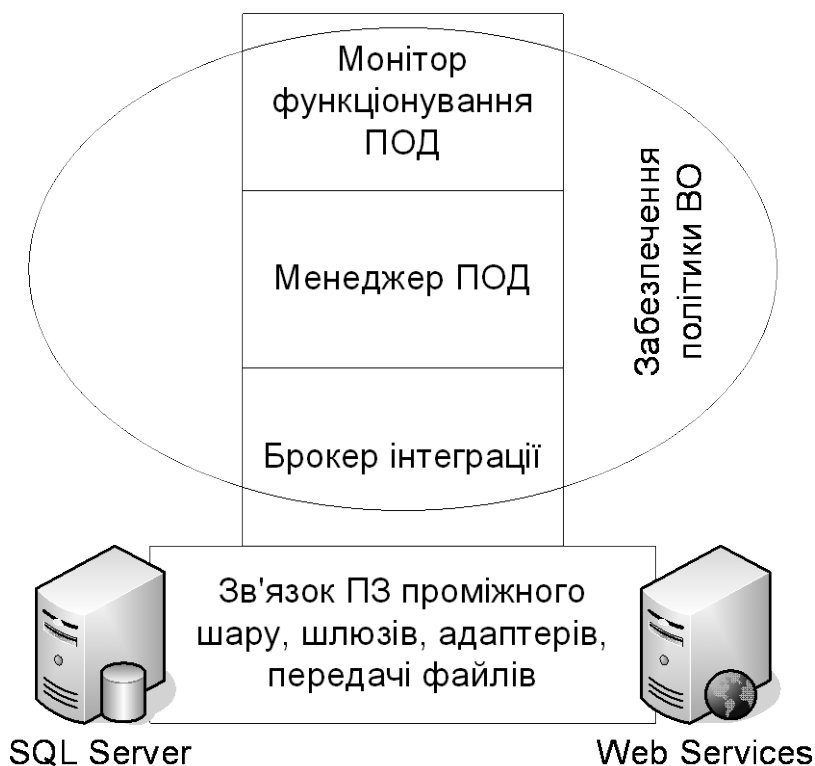 Монітор
функціонування
ПОД
Забезпечення
політики ВО
Менеджер ПОД
Брокер інтеграції
Зв'язок ПЗ проміжного
шару, шлюзів, адаптерів,
передачі файлів
SQL Server
Web Services